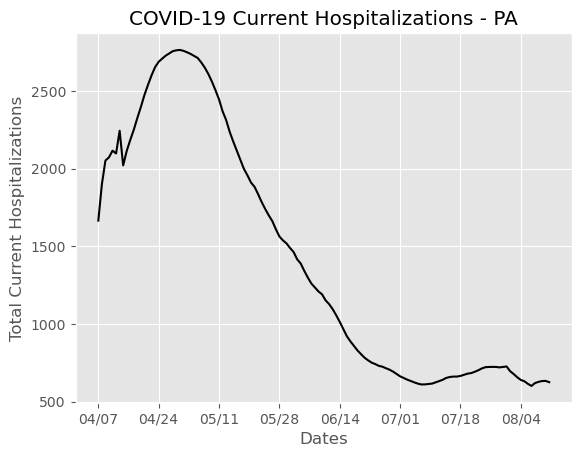 COVID-19 Current Hospitalizations - PA
Total Current Hospitalizations
2500
2000
1500
1000
500
04/07 04/24 05/11 05/28 06/14 07/01 07/18 08/04
Dates